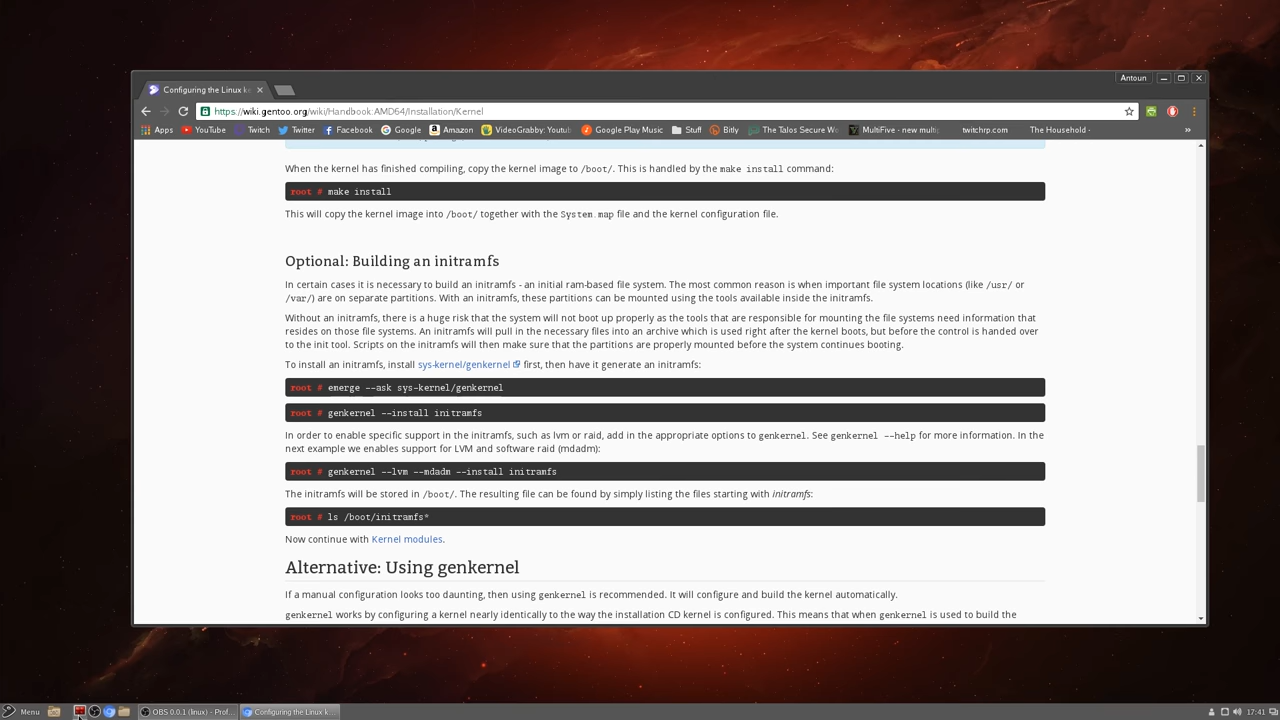 Antoun
Configuring the Linux k
https://wiki.gentoo.org/wiki/Handbook:AMD64/Installation/Kernel
Apps YouTube Twitch Twitter Facebook Google Amazon VideoGrabby: Youtu Google Play Music Stuff Bitly The Talos Secure Wo MultiFive - new multi twitchrp.com The Household - »
When the kernel has finished compiling, copy the kernel image to /boot/. This is handled by the make install command:
root # make install
This will copy the kernel image into /boot/ together with the System.map file and the kernel configuration file.
Optional: Building an initramfs
In certain cases it is necessary to build an initramfs - an initial ram-based file system. The most common reason is when important file system locations (like /usr/ or
/var/) are on separate partitions. With an initramfs, these partitions can be mounted using the tools available inside the initramfs.
Without an initramfs, there is a huge risk that the system will not boot up properly as the tools that are responsible for mounting the file systems need information that
resides on those file systems. An initramfs will pull in the necessary files into an archive which is used right after the kernel boots, but before the control is handed over
to the init tool. Scripts on the initramfs will then make sure that the partitions are properly mounted before the system continues booting.
To install an initramfs, install sys-kernel/genkernel first, then have it generate an initramfs:
root # emerge --ask sys-kernel/genkernel
root # genkernel --install initramfs
In order to enable specific support in the initramfs, such as lvm or raid, add in the appropriate options to genkernel. See genkernel --help for more information. In the
next example we enables support for LVM and software raid (mdadm):
root # genkernel --lvm --mdadm --install initramfs
The initramfs will be stored in /boot/. The resulting file can be found by simply listing the files starting with initramfs:
root # ls /boot/initramfs*
Now continue with Kernel modules.
Alternative: Using genkernel
If a manual configuration looks too daunting, then using genkernel is recommended. It will configure and build the kernel automatically.
genkernel works by configuring a kernel nearly identically to the way the installation CD kernel is configured. This means that when genkernel is used to build the
Menu OBS 0.0.1 (linux) - Prof... Configuring the Linux k... 17:41